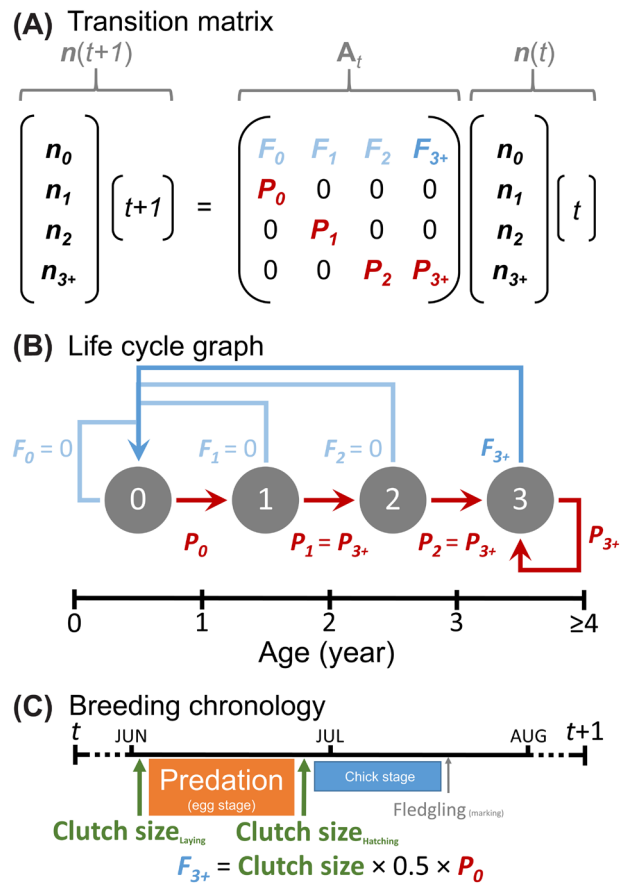 (A) Transition matrix
n(t+1) A_t n(t)
n_0 F_0 F_1 F_2 F_3+ n_0
n_1 P_0 0 0 0 n_1
(t+1) = (t)
n_2 0 P_1 0 0 n_2
n_3+ 0 0 P_2 P_3+ n_3+
(B) Life cycle graph
F_0 = 0 F_1 = 0 F_2 = 0 F_3+
0 1 2 3
P_0 P_1 = P_3+ P_2 = P_3+ P_3+
0 1 2 3 ≥4
Age (year)
(C) Breeding chronology
t JUN JUL AUG t+1
Predation Chick stage
(egg stage) Fledgling (marking)
Clutch size Laying Clutch size Hatching
F_3+ = Clutch size × 0.5 × P_0